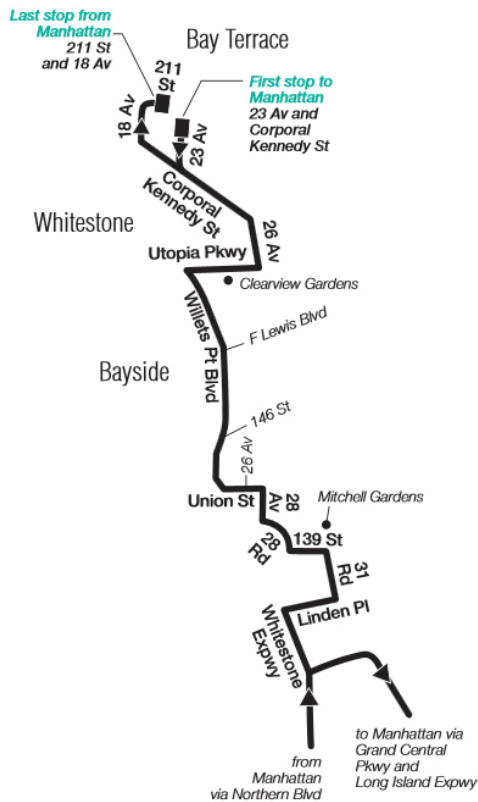 Last stop from
Manhattan
211 St
and 18 Av
Bay Terrace
211
St
First stop to
Manhattan
23 Av and
Corporal
Kennedy St
18 Av
23 Av
Corporal
Kennedy St
Whitestone
26 Av
Utopia Pkwy
Clearview Gardens
Willets Pt Blvd
F Lewis Blvd
Bayside
146 St
26 Av
Union St
28
Av
Mitchell Gardens
28
Rd
139 St
31
Rd
Linden Pl
Whitestone
Expwy
from
Manhattan
via Northern Blvd
to Manhattan via
Grand Central
Pkwy and
Long Island Expwy